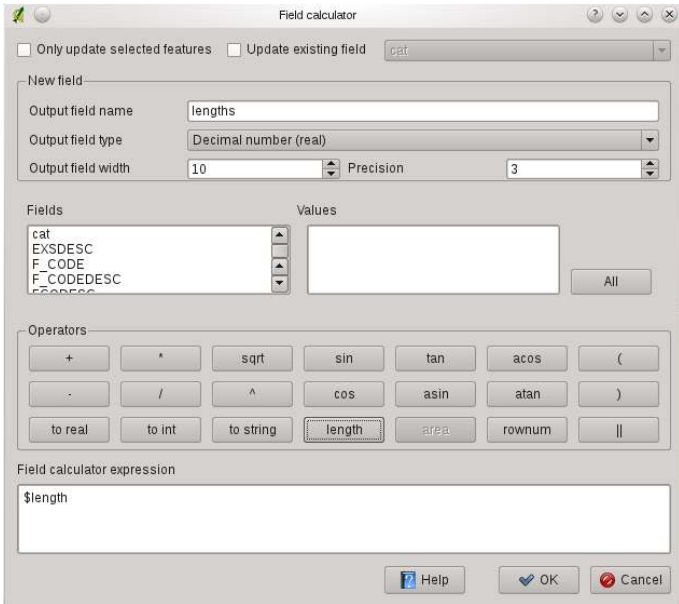 Field calculator
Only update selected features Update existing field cat
New field
Output field name lengths
Output field type Decimal number (real)
Output field width 10 Precision 3
Fields Values
cat
EXSDESC
F_CODE
F_CODEDESC
All
Operators
+ * sqrt sin tan acos (
- / ^ cos asin atan )
to real to int to string length area rownum ||
Field calculator expression
$length
Help OK Cancel